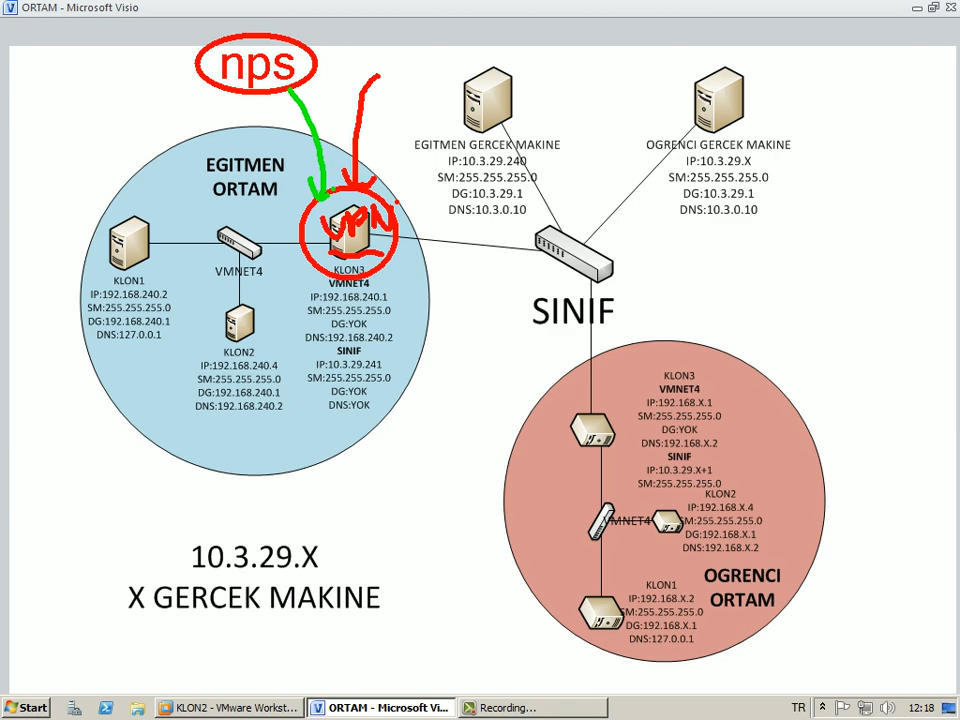 ORTAM - Microsoft Visio
nps
EGITMEN
ORTAM
VPN
KLON1
IP:192.168.240.2
SM:255.255.255.0
DG:192.168.240.1
DNS:127.0.0.1
VMNET4
KLON2
IP:192.168.240.4
SM:255.255.255.0
DG:192.168.240.1
DNS:192.168.240.2
KLON3
VMNET4
IP:192.168.240.1
SM:255.255.255.0
DG:YOK
DNS:192.168.240.2
SINIF
IP:10.3.29.241
SM:255.255.255.0
DG:YOK
DNS:YOK
EGITMEN GERCEK MAKINE
IP:10.3.29.240
SM:255.255.255.0
DG:10.3.29.1
DNS:10.3.0.10
OGRENCI GERCEK MAKINE
IP:10.3.29.X
SM:255.255.255.0
DG:10.3.29.1
DNS:10.3.0.10
SINIF
KLON3
VMNET4
IP:192.168.X.1
SM:255.255.255.0
DG:YOK
DNS:192.168.X.2
SINIF
IP:10.3.29.X+1
SM:255.255.255.0
KLON2
IP:192.168.X.4
SM:255.255.255.0
DG:192.168.X.1
DNS:192.168.X.2
VMNET4
KLON1
IP:192.168.X.2
SM:255.255.255.0
DG:192.168.X.1
DNS:127.0.0.1
OGRENCI
ORTAM
10.3.29.X
X GERCEK MAKINE
Start
KLON2 - VMware Workst...
ORTAM - Microsoft Vi...
Recording...
TR
12:18